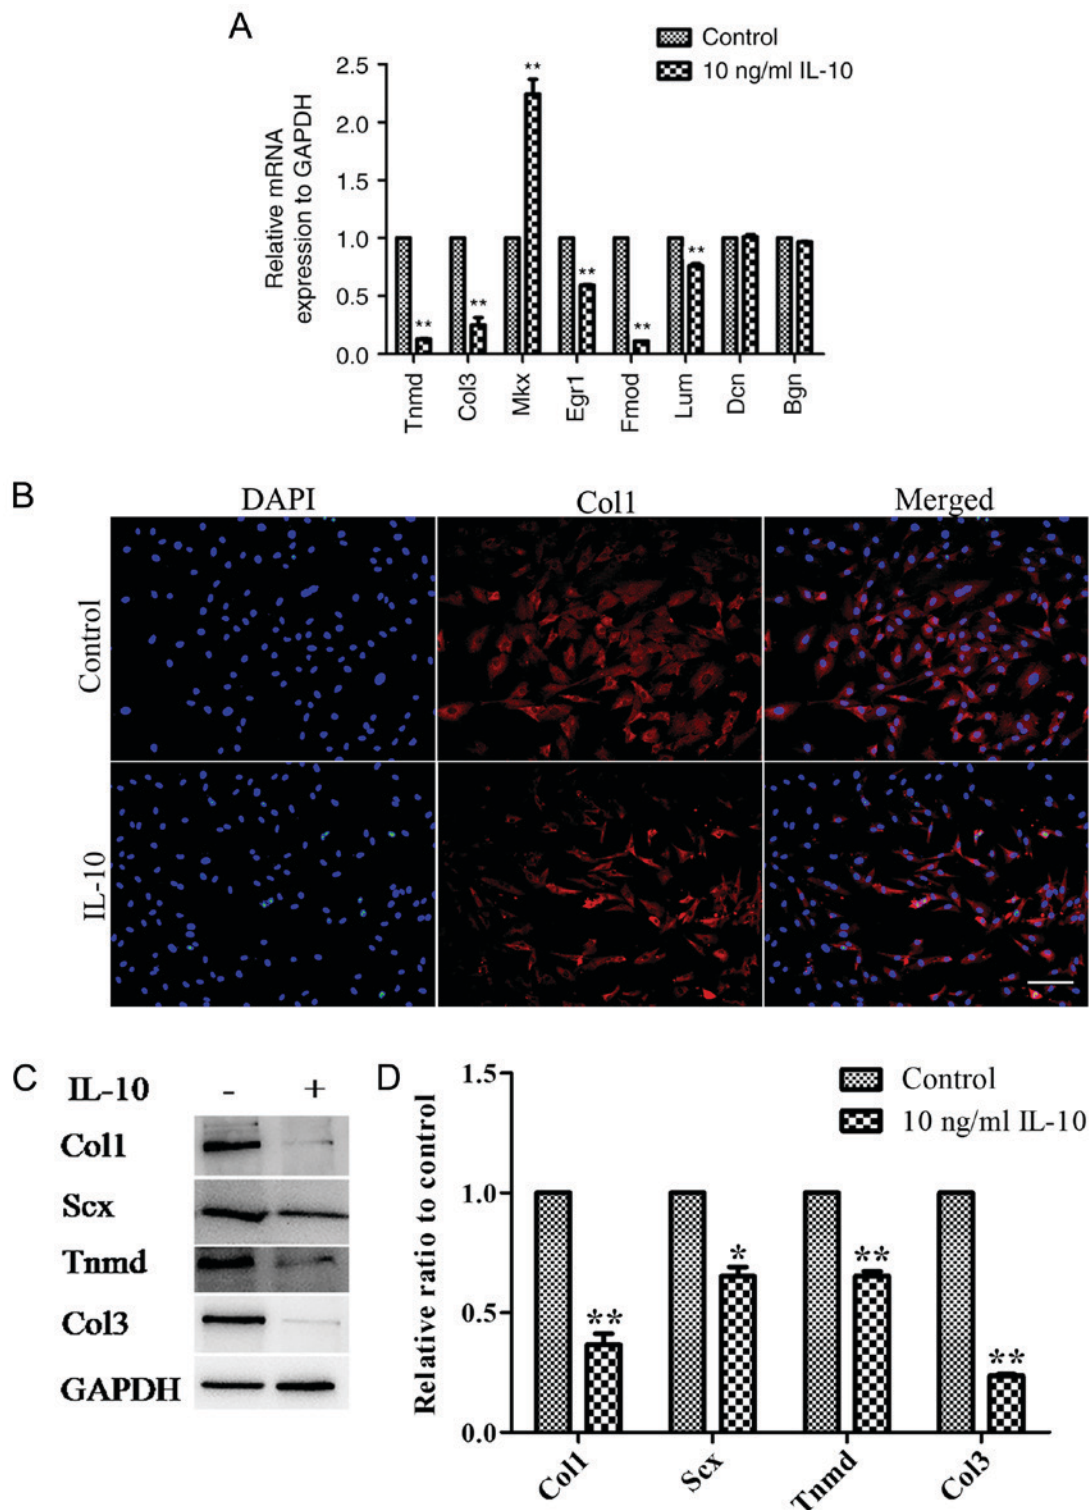 A
Control
10 ng/ml IL-10
Relative mRNA
expression to GAPDH
2.5
2.0
1.5
1.0
0.5
0.0
** ** ** ** ** **
Tnmd Col3 Mkx Egr1 Fmod Lum Dcn Bgn
B
DAPI Col1 Merged
Control
IL-10
C
IL-10 - +
Col1
Scx
Tnmd
Col3
GAPDH
D
Control
10 ng/ml IL-10
Relative ratio to control
1.5
1.0
0.5
0.0
** * ** **
Col1 Scx Tnmd Col3